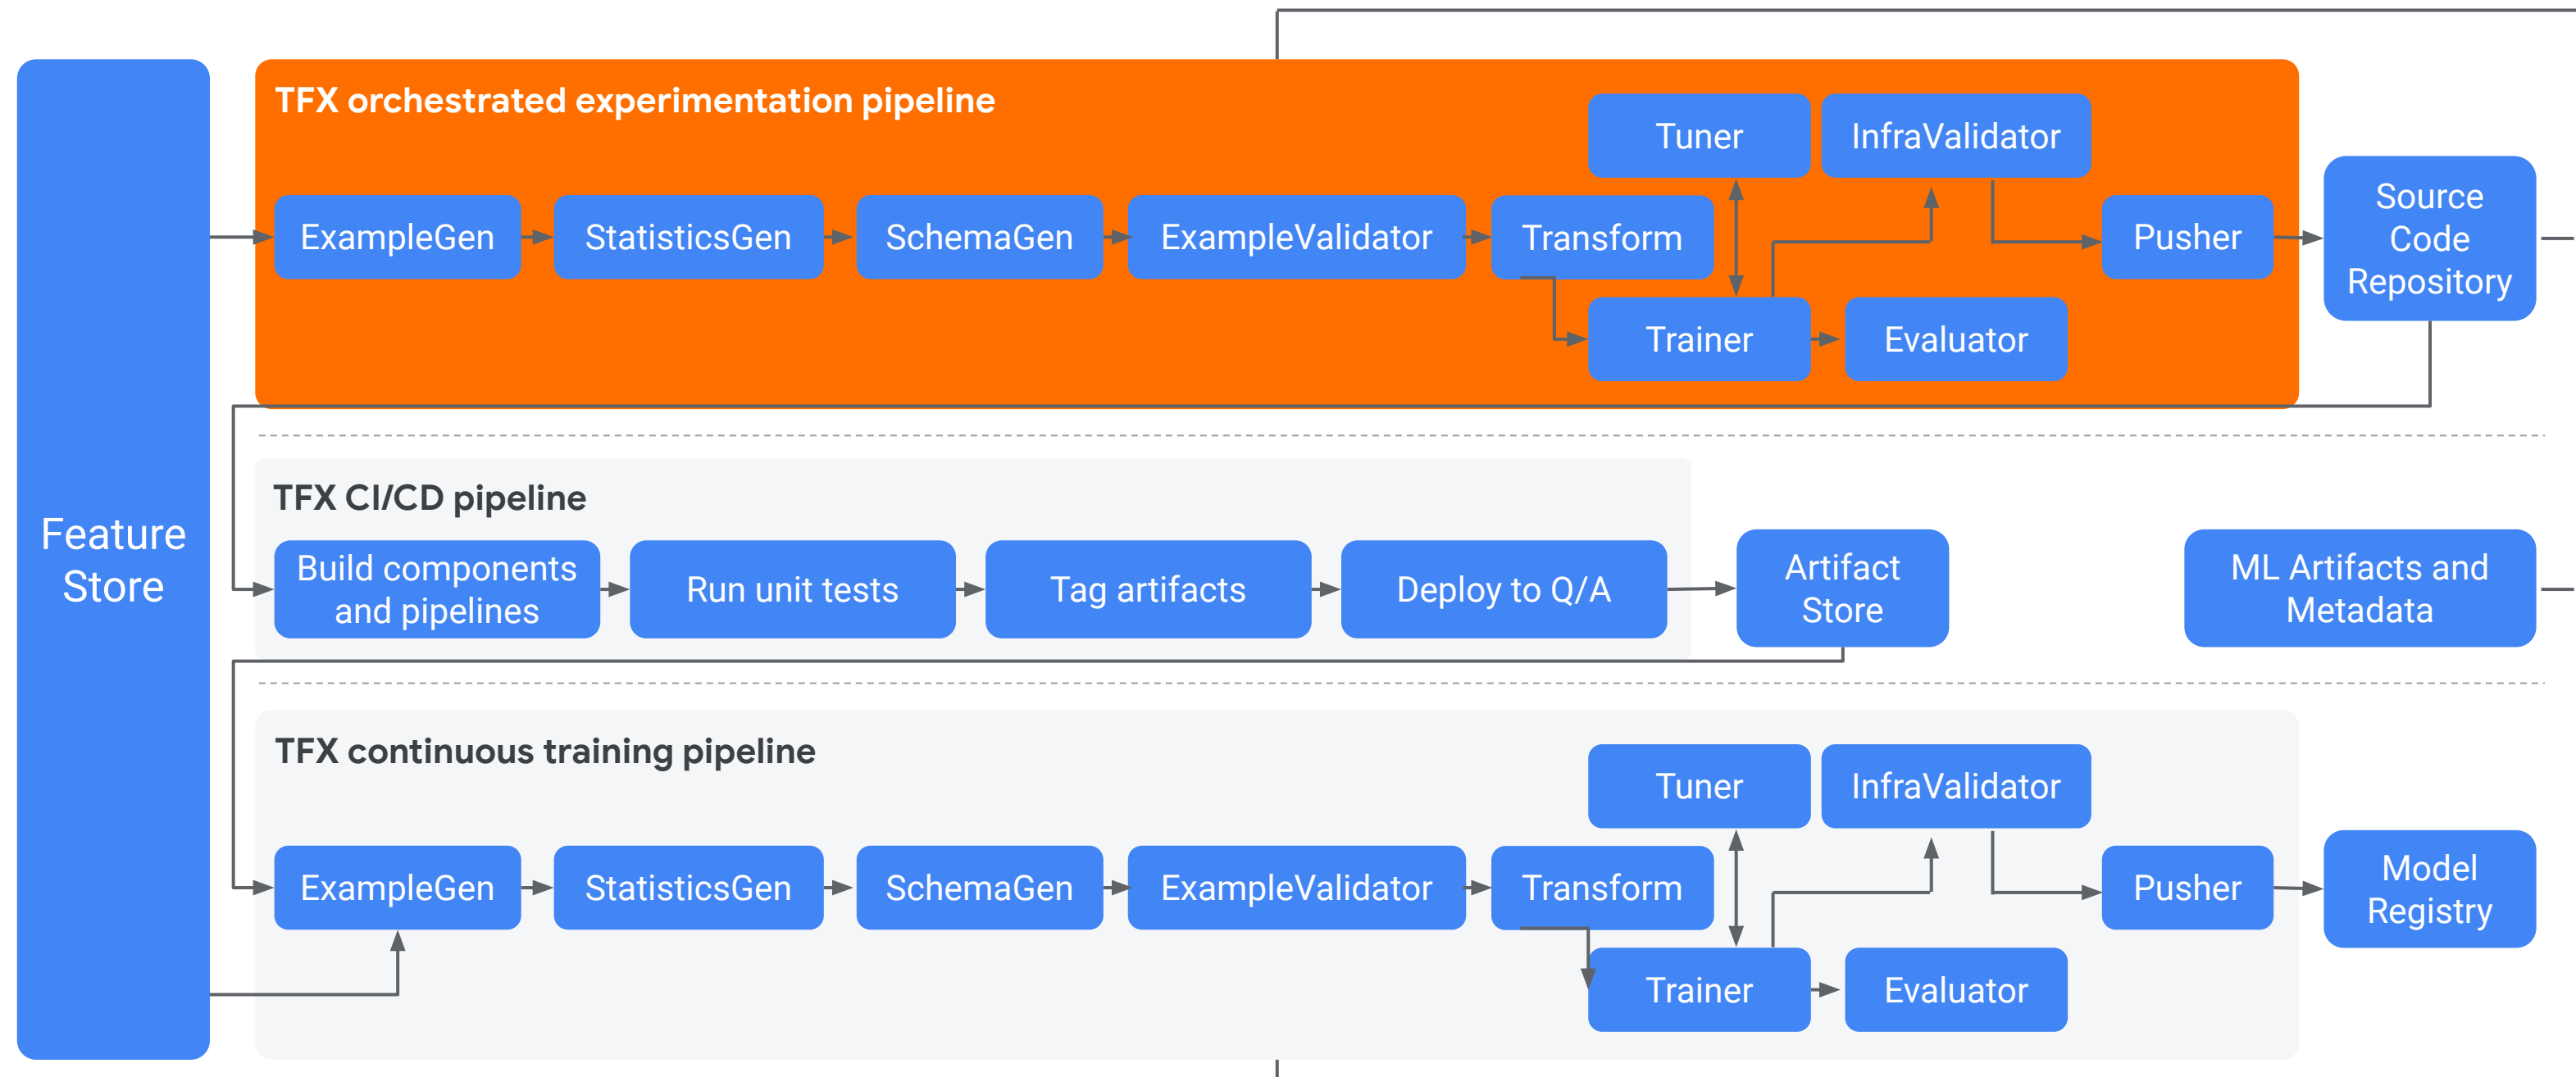 Feature
Store
TFX orchestrated experimentation pipeline
Tuner
InfraValidator
ExampleGen
StatisticsGen
SchemaGen
ExampleValidator
Transform
Pusher
Trainer
Evaluator
Source
Code
Repository
TFX CI/CD pipeline
Build components
and pipelines
Run unit tests
Tag artifacts
Deploy to Q/A
Artifact
Store
ML Artifacts and
Metadata
TFX continuous training pipeline
Tuner
InfraValidator
ExampleGen
StatisticsGen
SchemaGen
ExampleValidator
Transform
Pusher
Trainer
Evaluator
Model
Registry